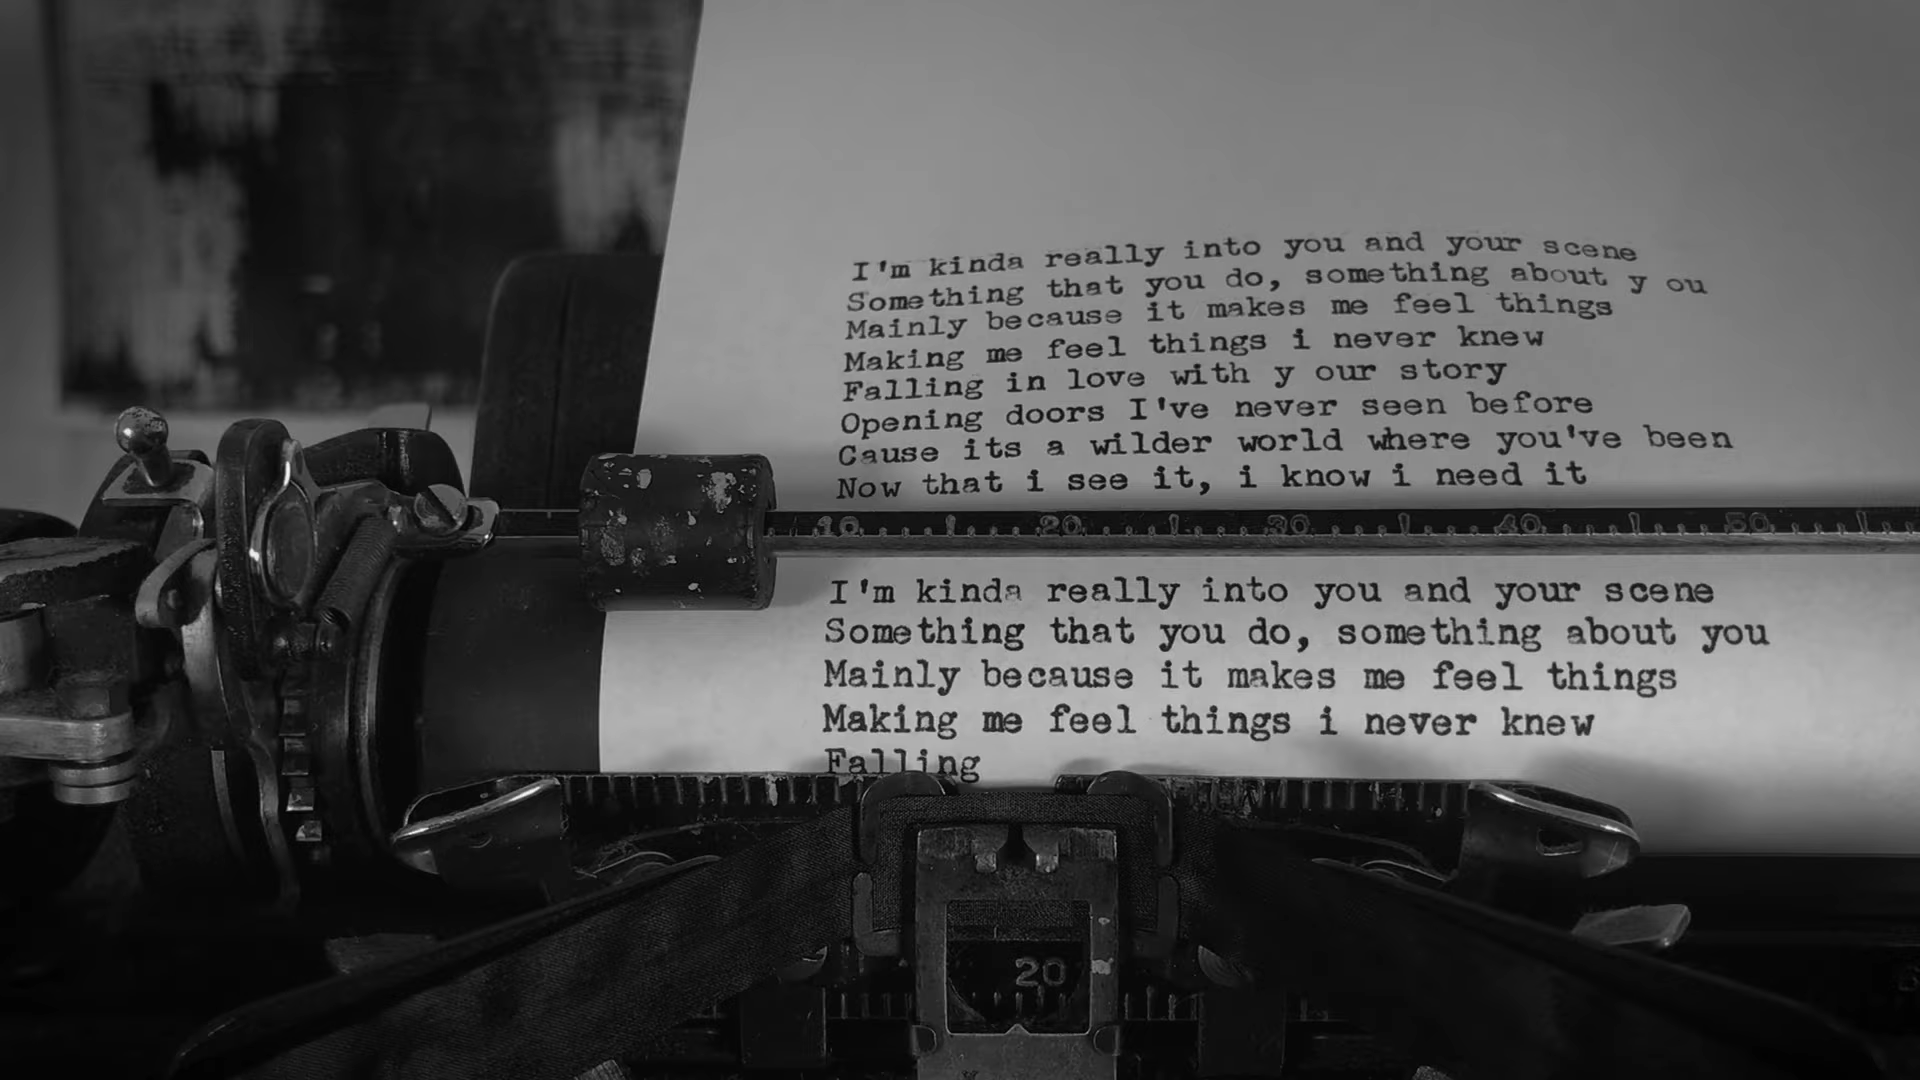 I'm kinda really into you and your scene
Something that you do, something about y ou
Mainly because it makes me feel things
Making me feel things i never knew
Falling in love with y our story
Opening doors I've never seen before
Cause its a wilder world where you've been
Now that i see it, i know i need it
10 20 30 40 50
I'm kinda really into you and your scene
Something that you do, something about you
Mainly because it makes me feel things
Making me feel things i never knew
Falling
20